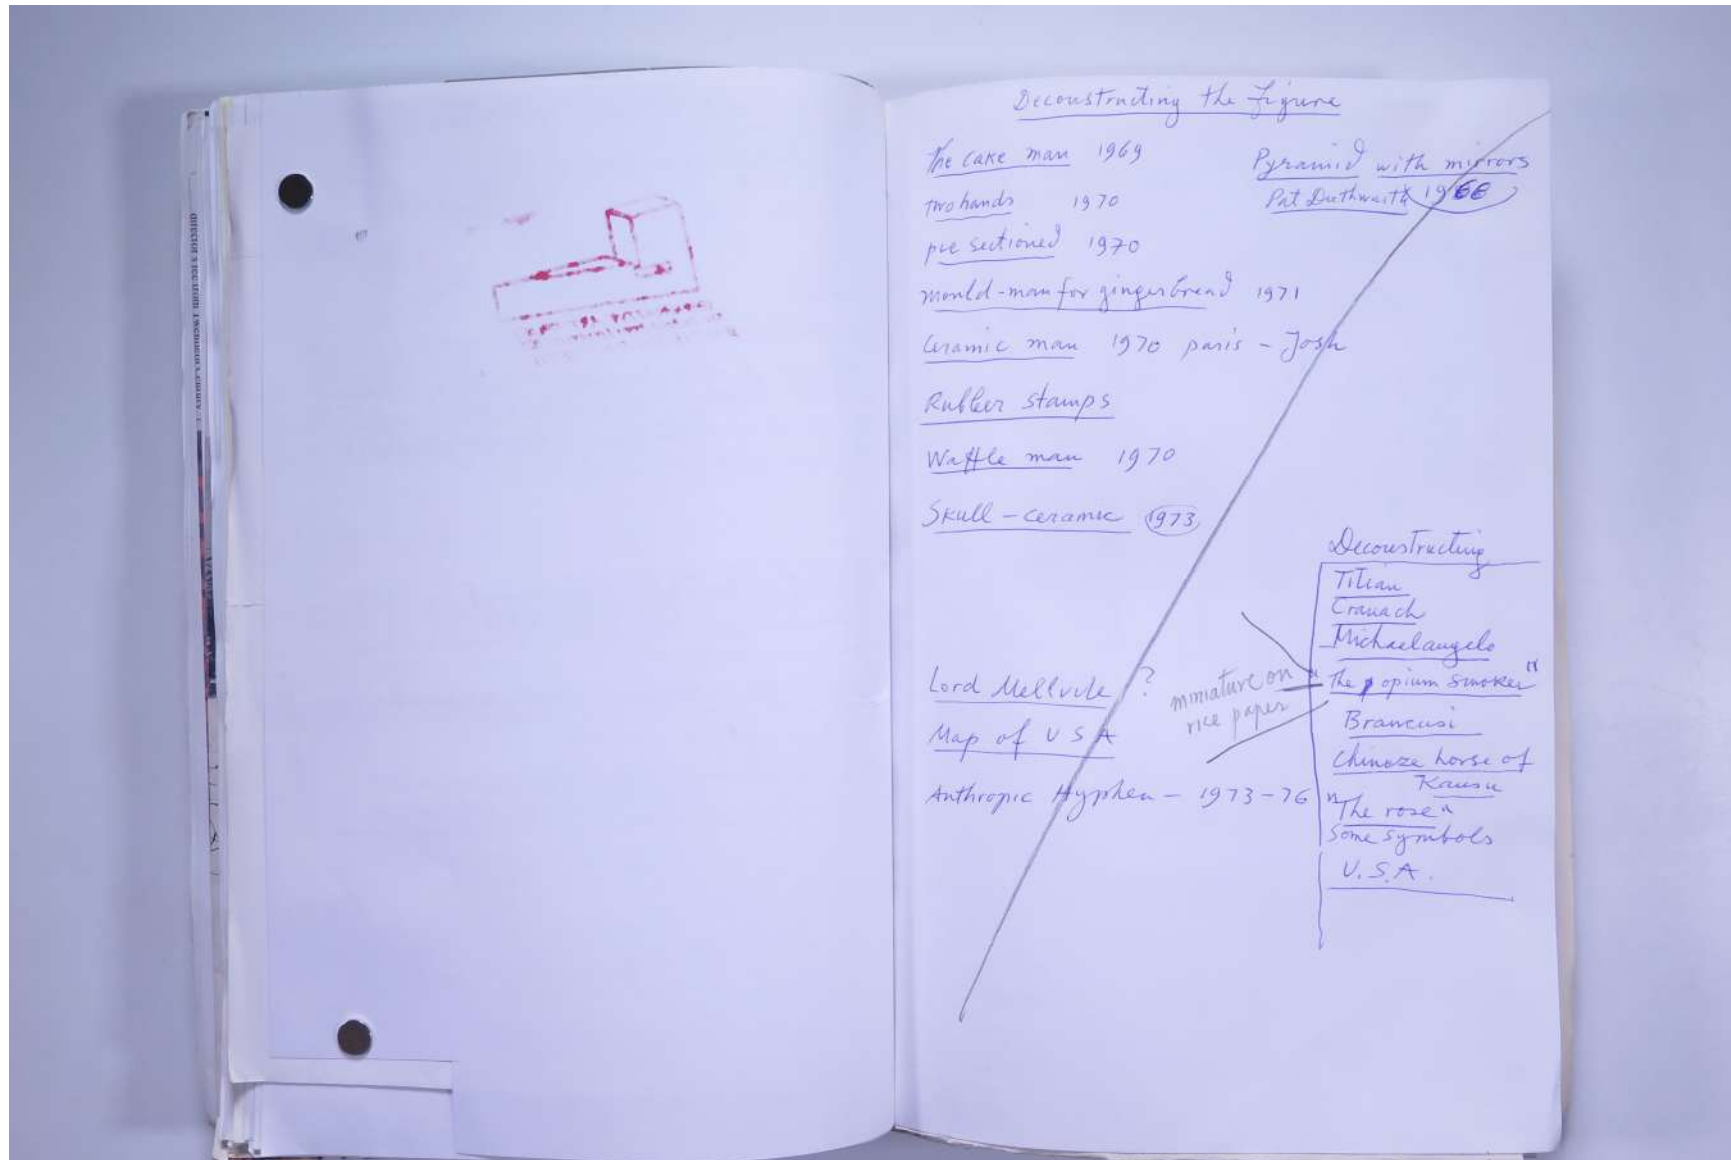 Deconstructing the figure
The cake man 1969
Pyramid with mirrors
Pat Douthwaite 1966
two hands 1970
pre sectioned 1970
mould-man for gingerbread 1971
Ceramic man 1970 paris - Josh
Rubber stamps
Waffle man 1970
Skull - ceramic 1973
Lord Mellvile ?
Map of U S A
Anthropic Hyphen - 1973-76
miniature on
rice paper
Deconstructing
Titian
Cranach
Michaelangelo
"The opium smoker"
Brancusi
Chineze horse of
Kansu
"The rose"
Some symbols
U.S.A.